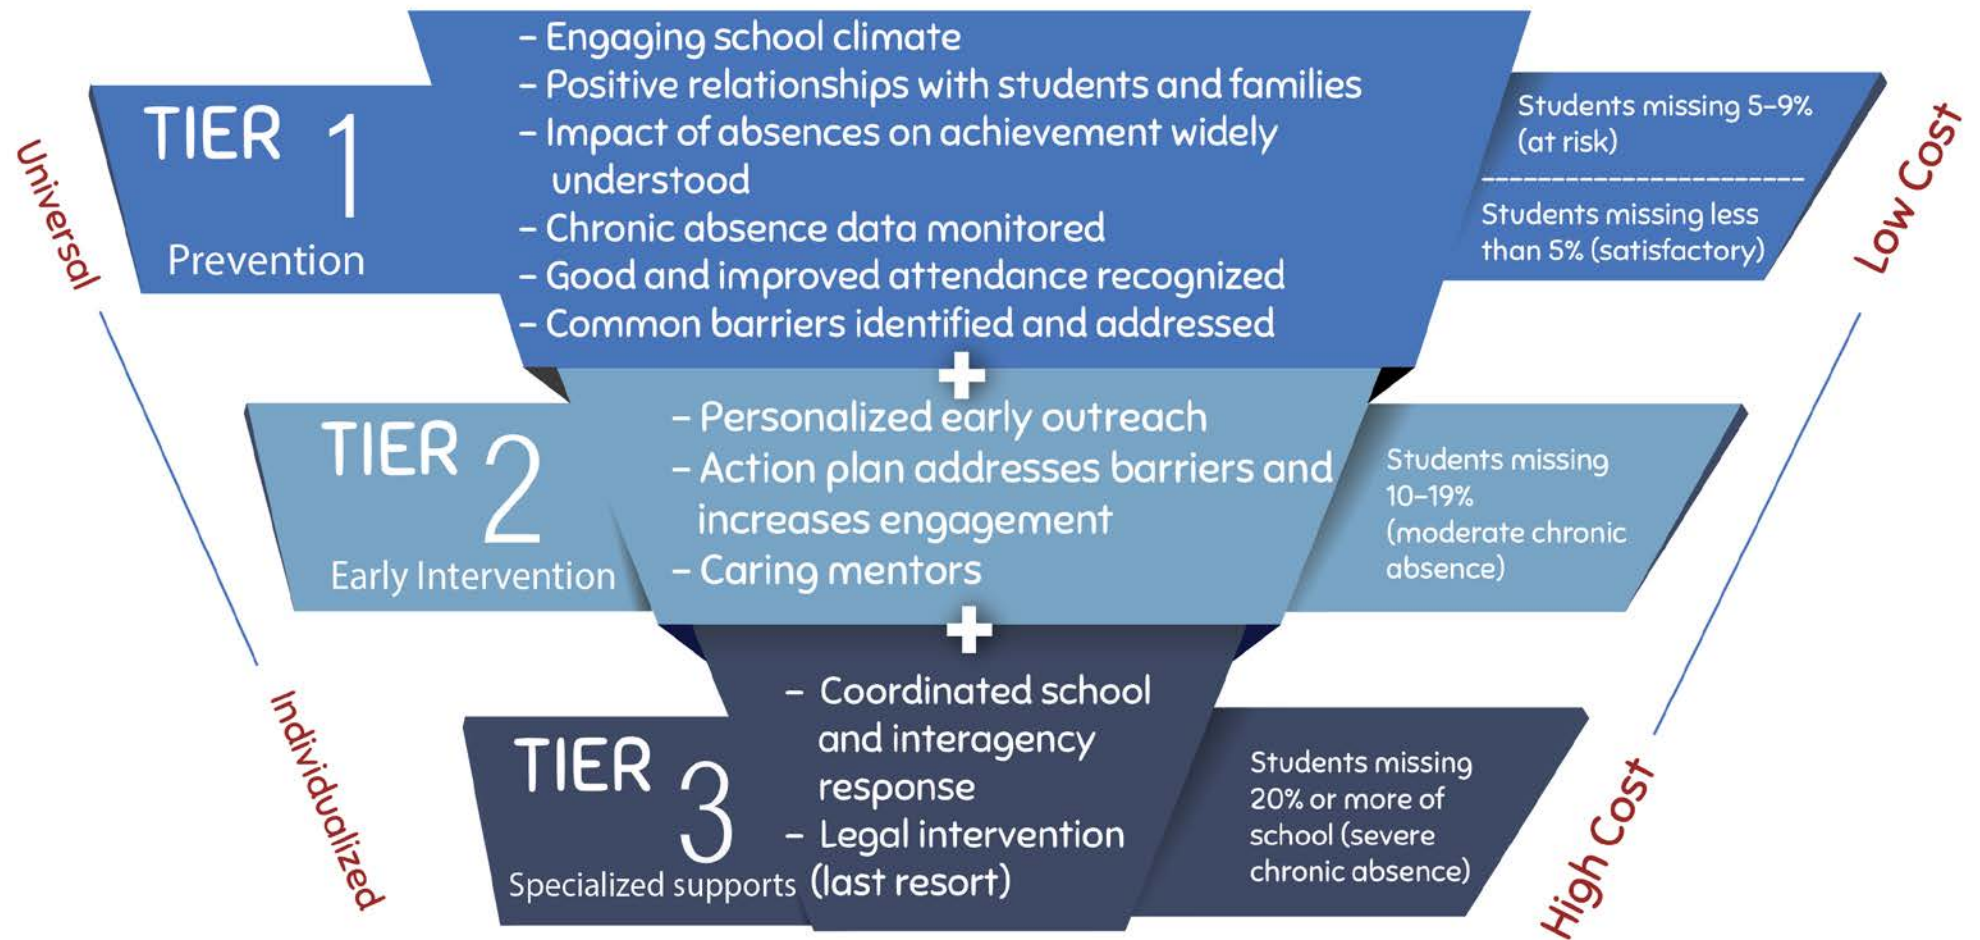 Universal
Individualized
Low Cost
High Cost
TIER 1
Prevention
- Engaging school climate
- Positive relationships with students and families
- Impact of absences on achievement widely
understood
- Chronic absence data monitored
- Good and improved attendance recognized
- Common barriers identified and addressed
Students missing 5-9%
(at risk)
Students missing less
than 5% (satisfactory)
+
TIER 2
Early Intervention
- Personalized early outreach
- Action plan addresses barriers and
increases engagement
- Caring mentors
Students missing
10-19%
(moderate chronic
absence)
+
TIER 3
Specialized supports
- Coordinated school
and interagency
response
- Legal intervention
(last resort)
Students missing
20% or more of
school (severe
chronic absence)